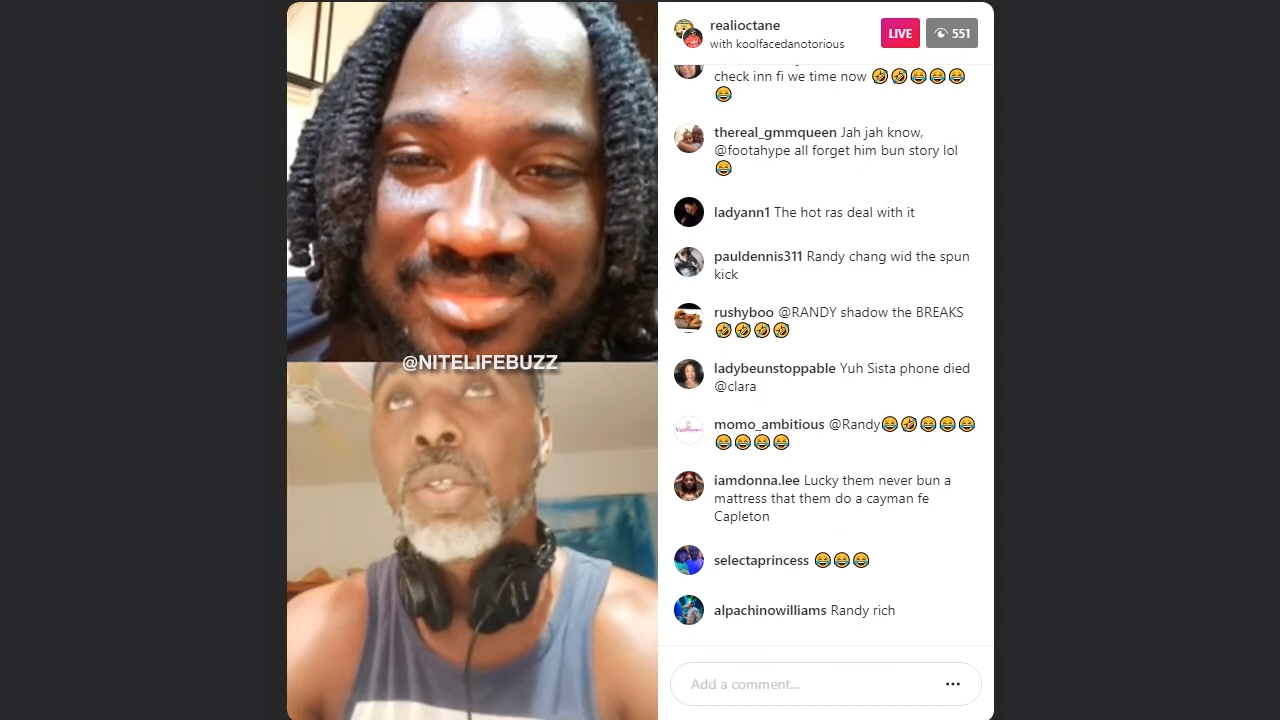 @NITELIFEBUZZ
realioctane
with koolfacedanotorious
LIVE
551
check inn fi we time now 🤣🤣😂😂😂
😂
thereal_gmmqueen Jah jah know,
@footahype all forget him bun story lol
😂
ladyann1 The hot ras deal with it
pauldennis311 Randy chang wid the spun
kick
rushyboo @RANDY shadow the BREAKS
🤣🤣🤣🤣
ladybeunstoppable Yuh Sista phone died
@clara
momo_ambitious @Randy😂🤣😂😂😂
😂😂😂😂
iamdonna.lee Lucky them never bun a
mattress that them do a cayman fe
Capleton
selectaprincess 😂😂😂
alpachinowilliams Randy rich
Add a comment...